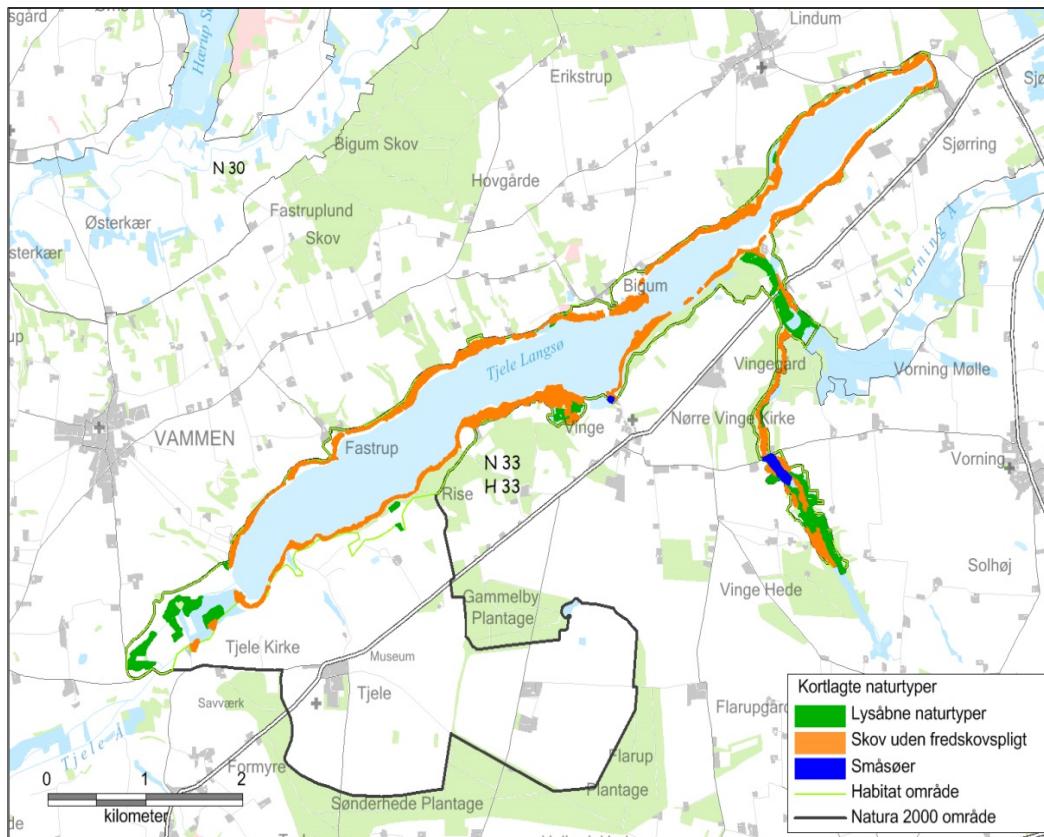 Hærup Sø
Lindum
Erikstrup
Sjørring
Bigum Skov
N 30
Hovgårde
Østerkær
Fastruplund
Skov
sterkær
Vorning Å
Bigum
Tjele Langsø
Vingegård
Vorning Mølle
Nørre Vinge Kirke
Vinge
VAMMEN
Fastrup
N 33
H 33
Rise
Vorning
Solhøj
Vinge Hede
Gammelby
Plantage
Tjele Kirke
Museum
Tjele
Savværk
Flarupgård
Tjele Å
Formyre
Flarup
Plantage
Sønderhede Plantage
0 1 2
kilometer
Kortlagte naturtyper
Lysåbne naturtyper
Skov uden fredskovspligt
Småsøer
Habitat område
Natura 2000 område